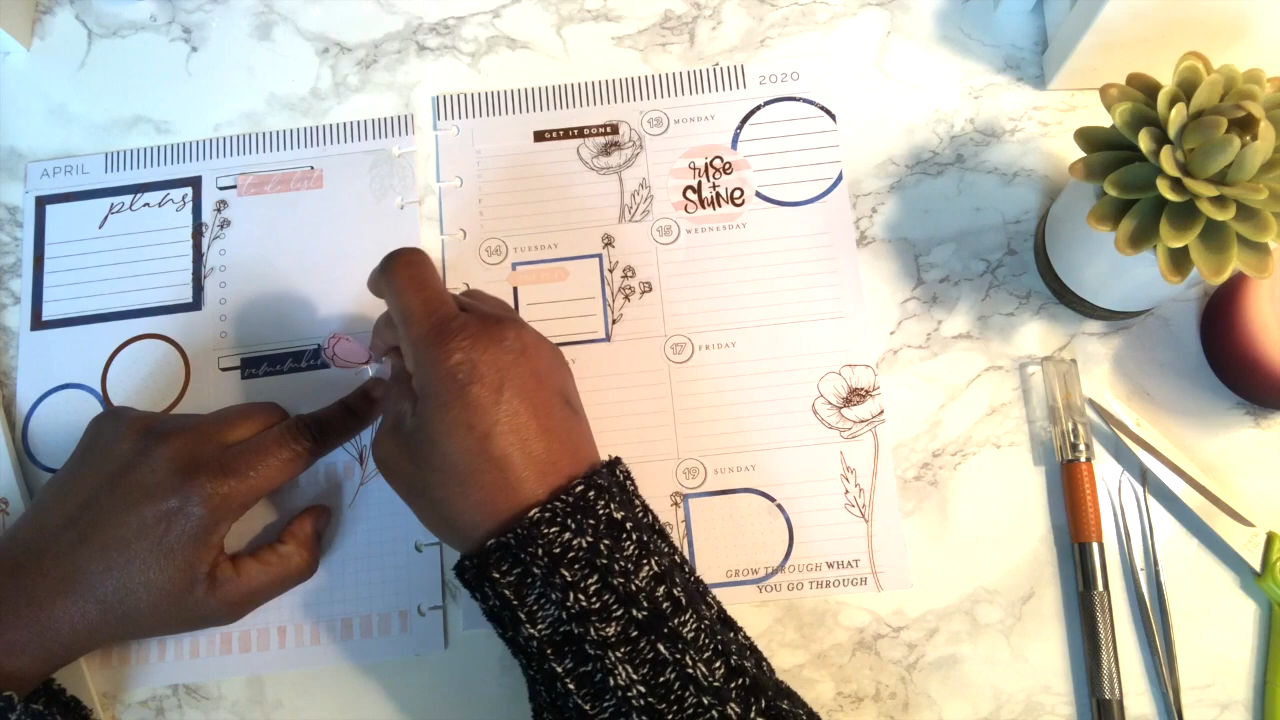 APRIL
plans
to do list
remember
2020
GET IT DONE
13 MONDAY
rise
+
Shine
14 TUESDAY
15 WEDNESDAY
17 FRIDAY
19 SUNDAY
GROW THROUGH WHAT
YOU GO THROUGH